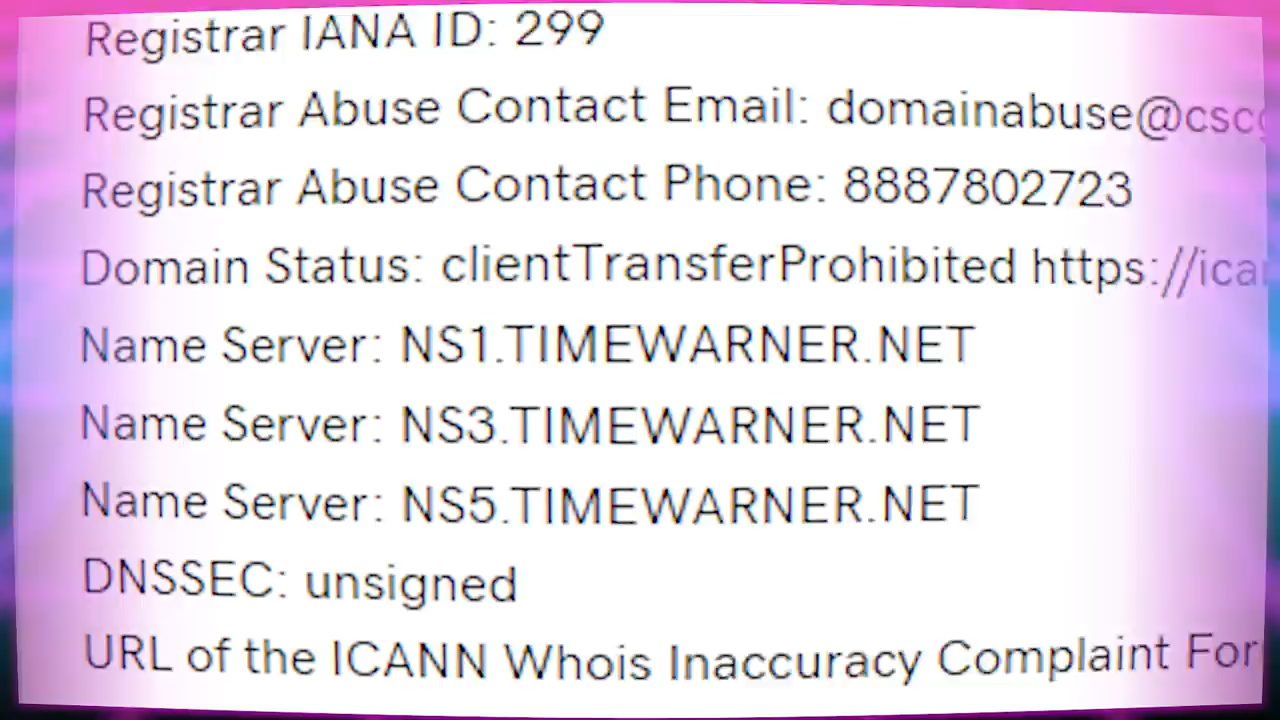 Registrar IANA ID: 299
Registrar Abuse Contact Email: domainabuse@csc
Registrar Abuse Contact Phone: 8887802723
Domain Status: clientTransferProhibited https://ica
Name Server: NS1.TIMEWARNER.NET
Name Server: NS3.TIMEWARNER.NET
Name Server: NS5.TIMEWARNER.NET
DNSSEC: unsigned
URL of the ICANN Whois Inaccuracy Complaint For